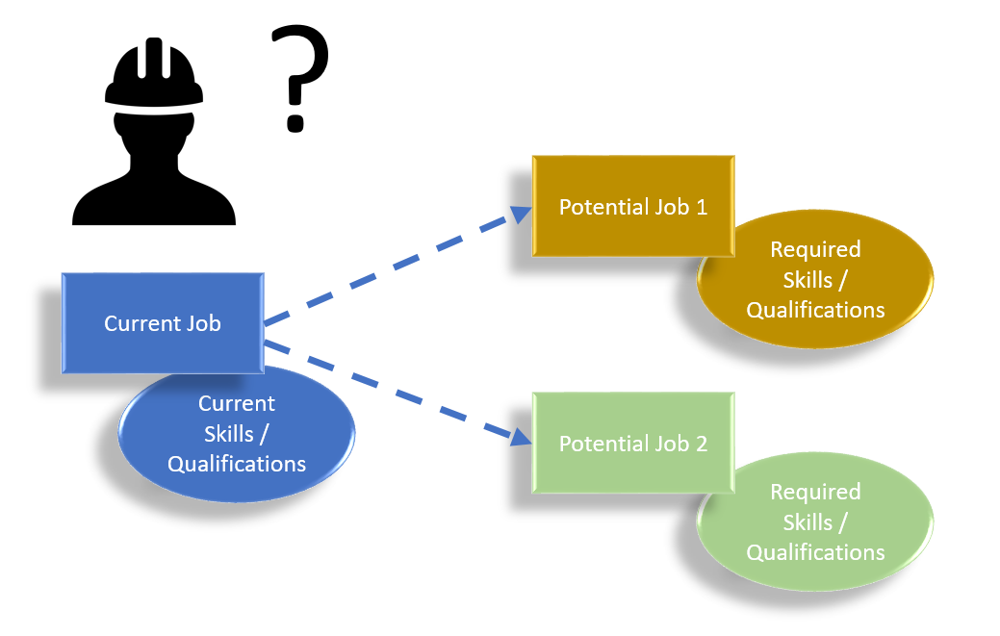 ?
Current Job
Current
Skills /
Qualifications
Potential Job 1
Required
Skills /
Qualifications
Potential Job 2
Required
Skills /
Qualifications